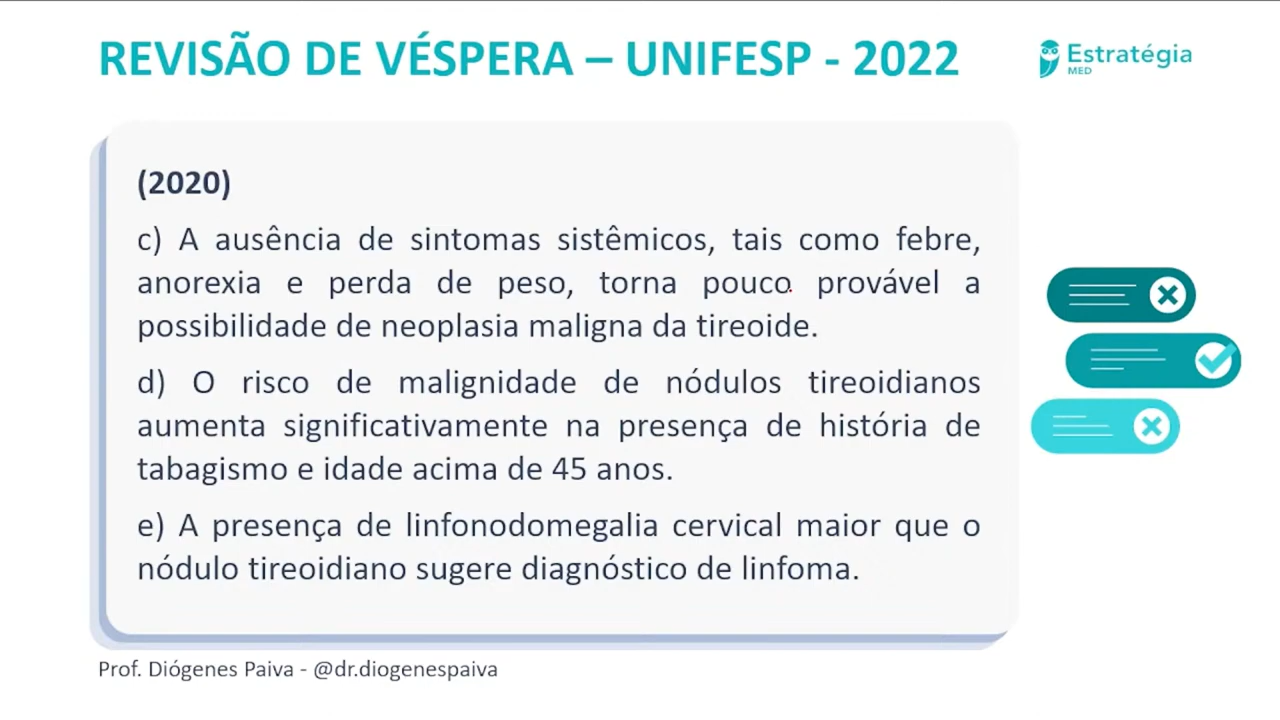 REVISÃO DE VÉSPERA – UNIFESP - 2022
Estratégia
MED
(2020)
c) A ausência de sintomas sistêmicos, tais como febre,
anorexia e perda de peso, torna pouco provável a
possibilidade de neoplasia maligna da tireoide.
d) O risco de malignidade de nódulos tireoidianos
aumenta significativamente na presença de história de
tabagismo e idade acima de 45 anos.
e) A presença de linfonodomegalia cervical maior que o
nódulo tireoidiano sugere diagnóstico de linfoma.
Prof. Diógenes Paiva - @dr.diogenespaiva